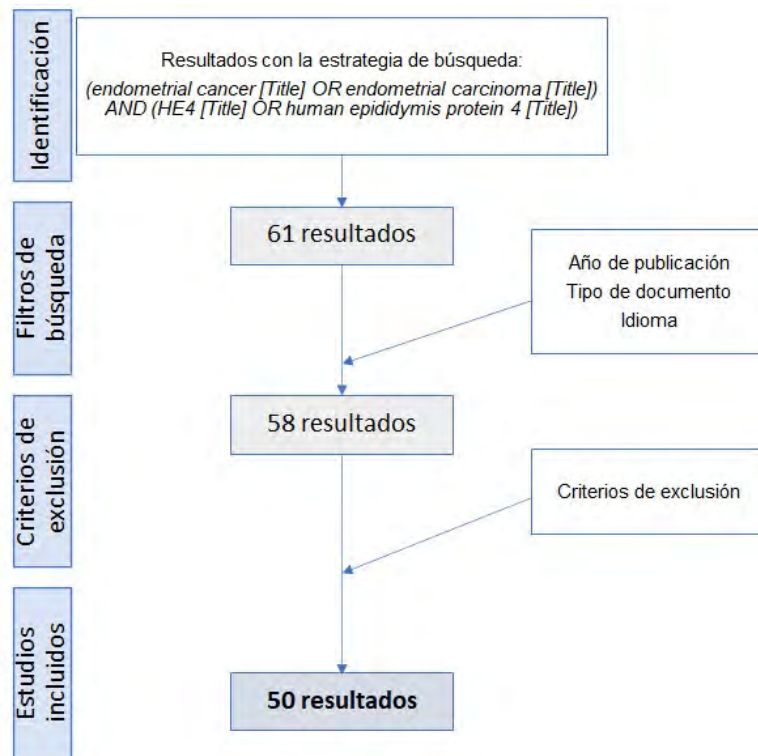 Identificación
Resultados con la estrategia de búsqueda:
(endometrial cancer [Title] OR endometrial carcinoma [Title])
AND (HE4 [Title] OR human epididymis protein 4 [Title])
Filtros de
búsqueda
61 resultados
Año de publicación
Tipo de documento
Idioma
Criterios de
exclusión
58 resultados
Criterios de exclusión
Estudios
incluidos
50 resultados